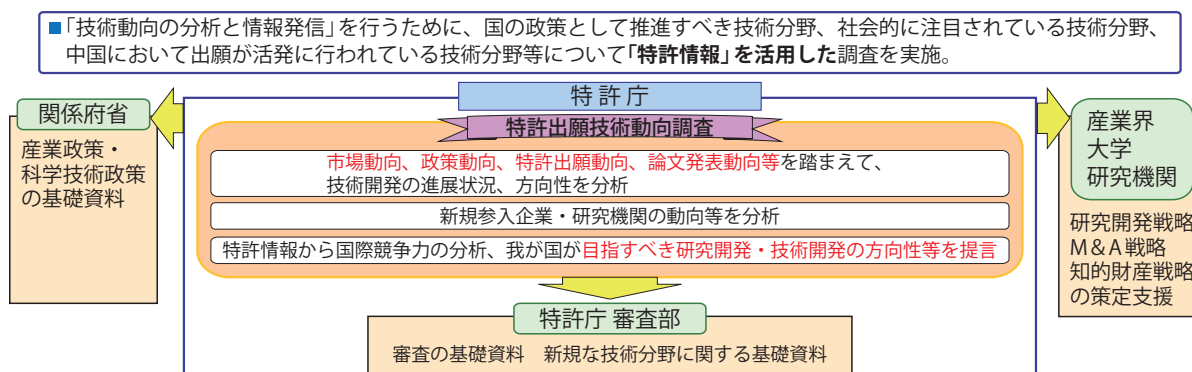 ■「技術動向の分析と情報発信」を行うために、国の政策として推進すべき技術分野、社会的に注目されている技術分野、
中国において出願が活発に行われている技術分野等について「特許情報」を活用した調査を実施。
特許庁
関係府省
産業政策・
科学技術政策
の基礎資料
特許出願技術動向調査
市場動向、政策動向、特許出願動向、論文発表動向等を踏まえて、
技術開発の進展状況、方向性を分析
新規参入企業・研究機関の動向等を分析
特許情報から国際競争力の分析、我が国が目指すべき研究開発・技術開発の方向性等を提言
産業界
大学
研究機関
研究開発戦略
M&A戦略
知的財産戦略
の策定支援
特許庁 審査部
審査の基礎資料 新規な技術分野に関する基礎資料